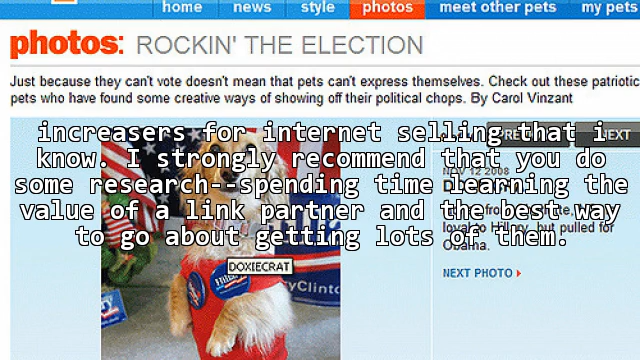 home news style photos meet other pets my pets
photos: ROCKIN' THE ELECTION
Just because they can't vote doesn't mean that pets can't express themselves. Check out these patriotic
pets who have found some creative ways of showing off their political chops. By Carol Vinzant
increasers for internet selling that i
know. I strongly recommend that you do
some research--spending time learning the
value of a link partner and the best way
to go about getting lots of them.
NEXT
NOV 12 2008
but pulled for
Obama.
DOXIECRAT
NEXT PHOTO